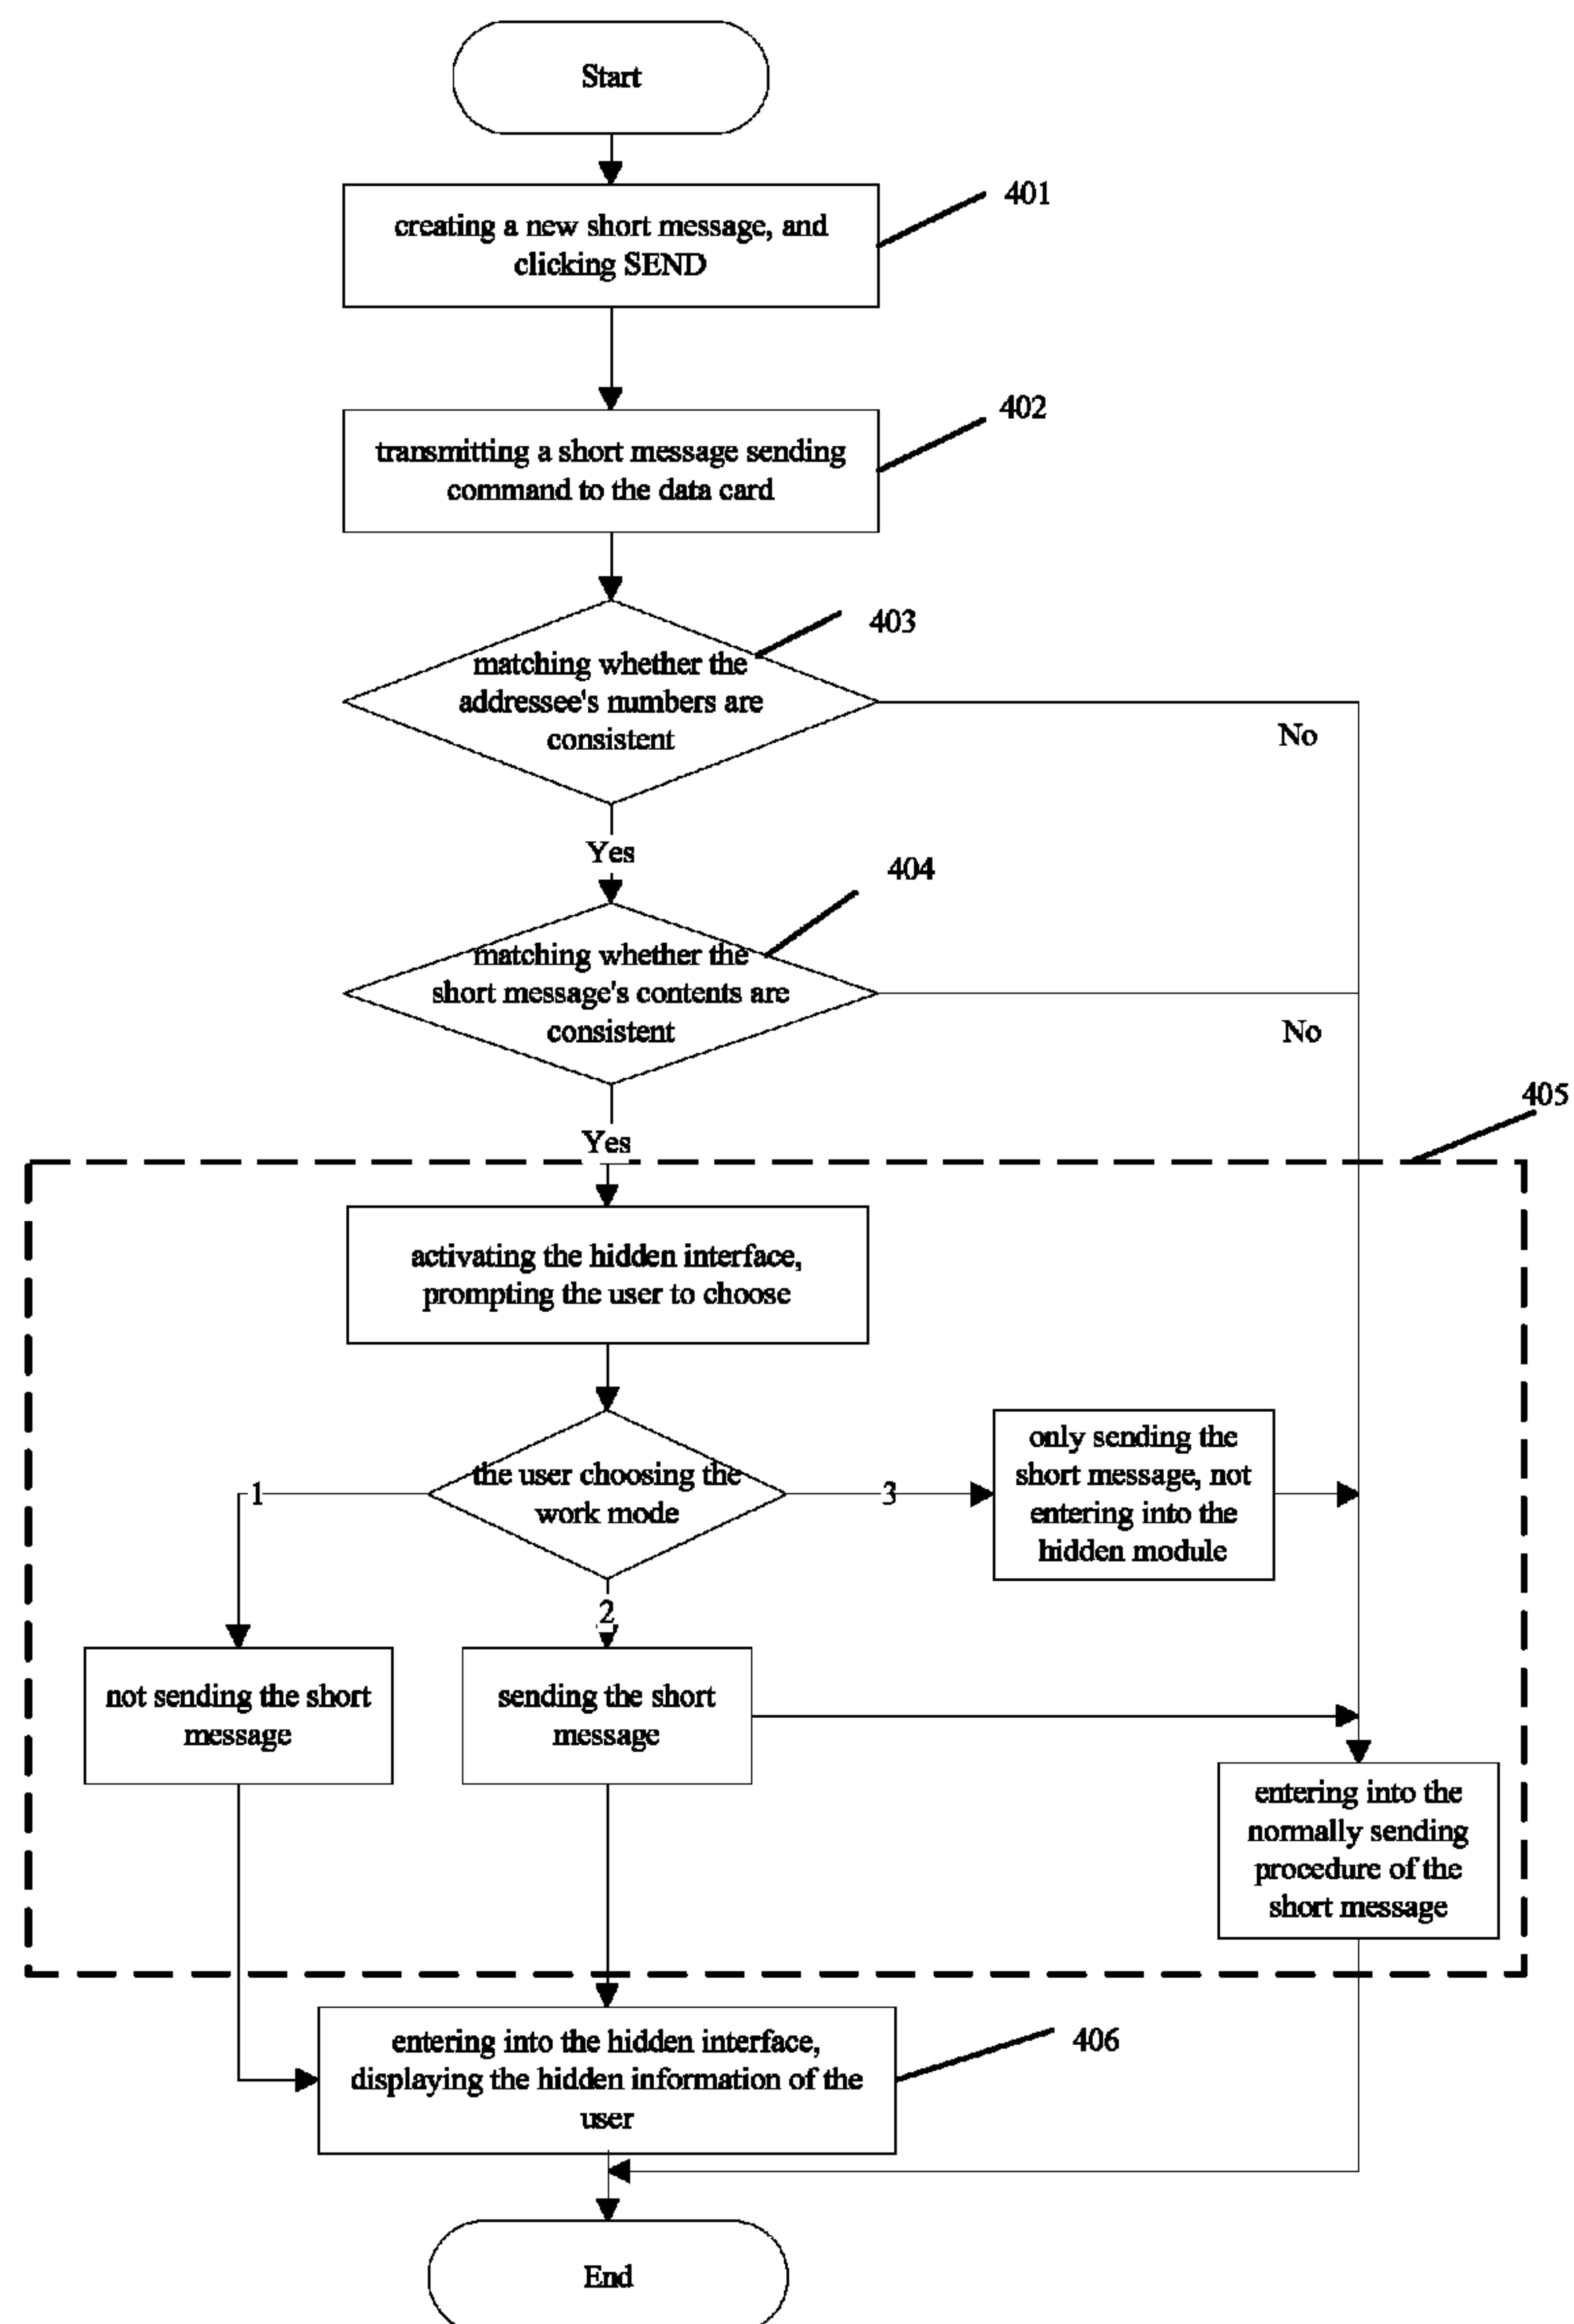 Start
creating a new short message, and
clicking SEND
401
transmitting a short message sending
command to the data card
402
matching whether the
addressee's numbers are
consistent
403
No
Yes
matching whether the
short message's contents are
consistent
404
No
Yes
405
activating the hidden interface,
prompting the user to choose
the user choosing the
work mode
1
2
3
only sending the
short message, not
entering into the
hidden module
not sending the short
message
sending the short
message
entering into the
normally sending
procedure of the
short message
entering into the hidden interface,
displaying the hidden information of the
user
406
End